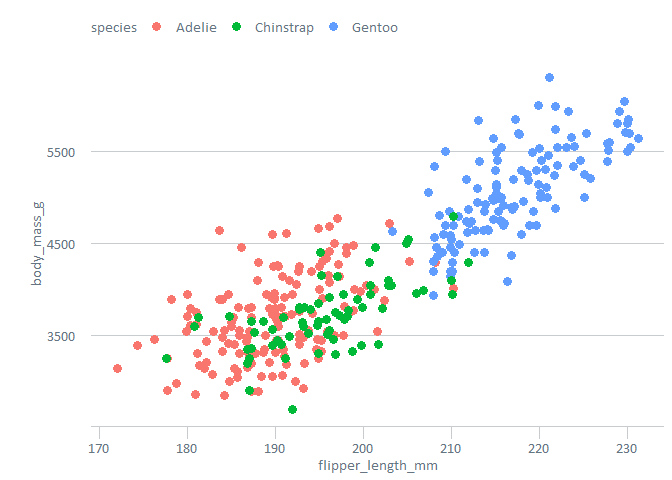 species Adelie Chinstrap Gentoo
5500
4500
3500
body_mass_g
170 180 190 200 210 220 230
flipper_length_mm